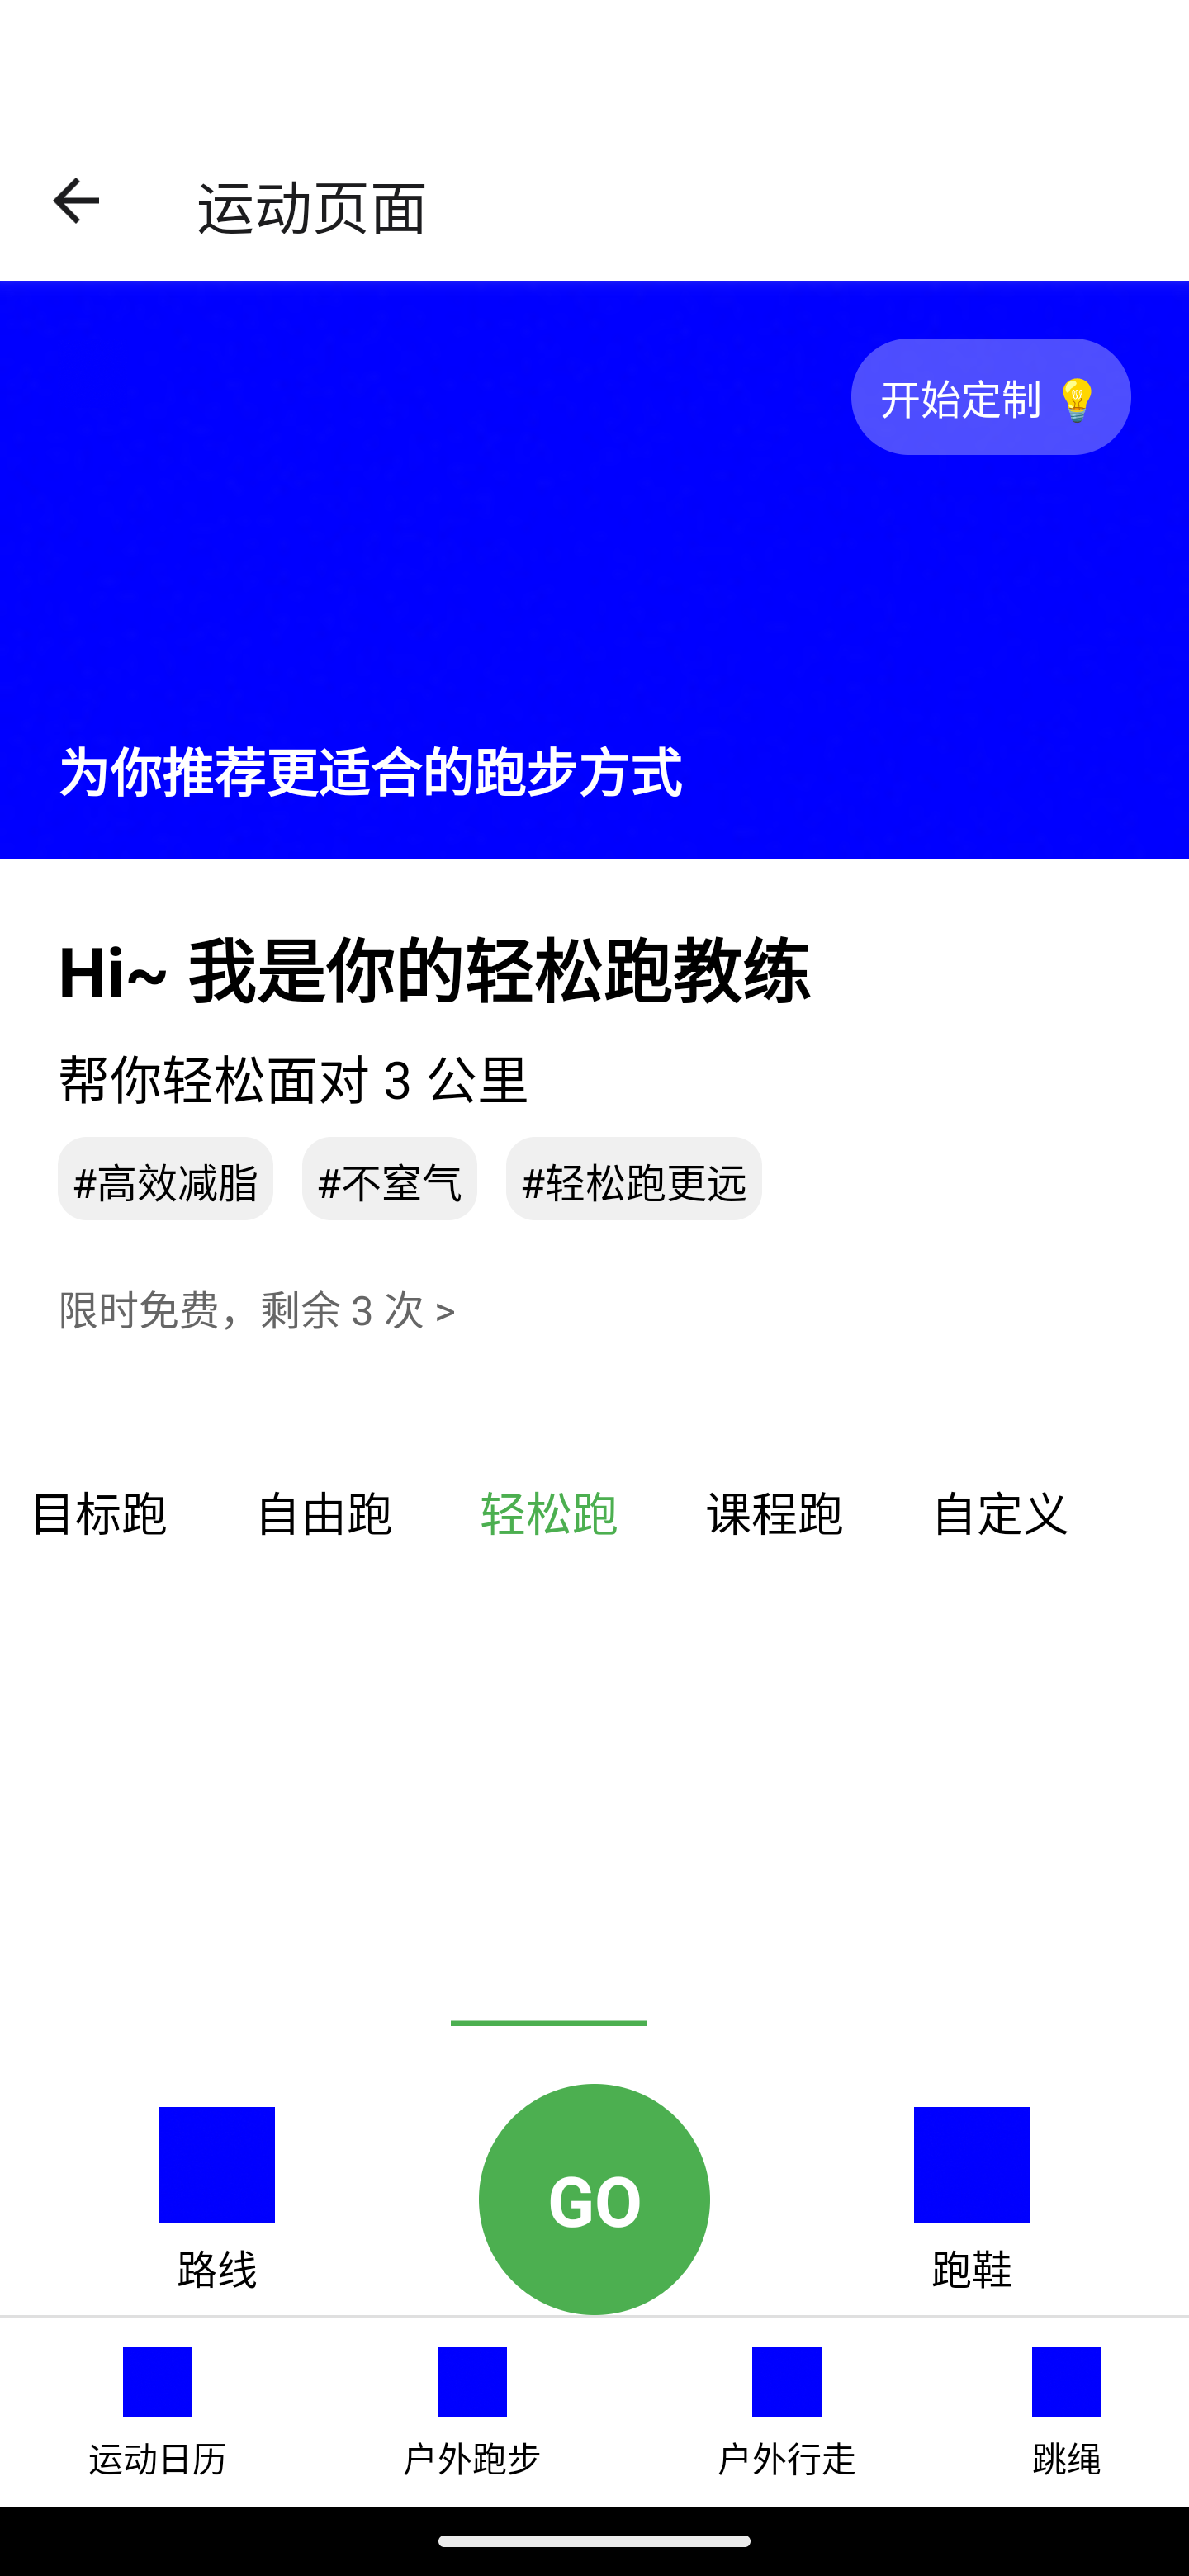 运动页面
开始定制 💡
为你推荐更适合的跑步方式
Hi~ 我是你的轻松跑教练
帮你轻松面对 3 公里
#高效减脂 #不窒气 #轻松跑更远
限时免费，剩余 3 次 >
目标跑 自由跑 轻松跑 课程跑 自定义
GO
路线 跑鞋
运动日历 户外跑步 户外行走 跳绳